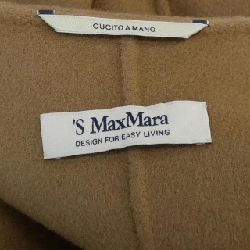 CUCITO A MANO
'S MaxMara
DESIGN FOR EASY LIVING